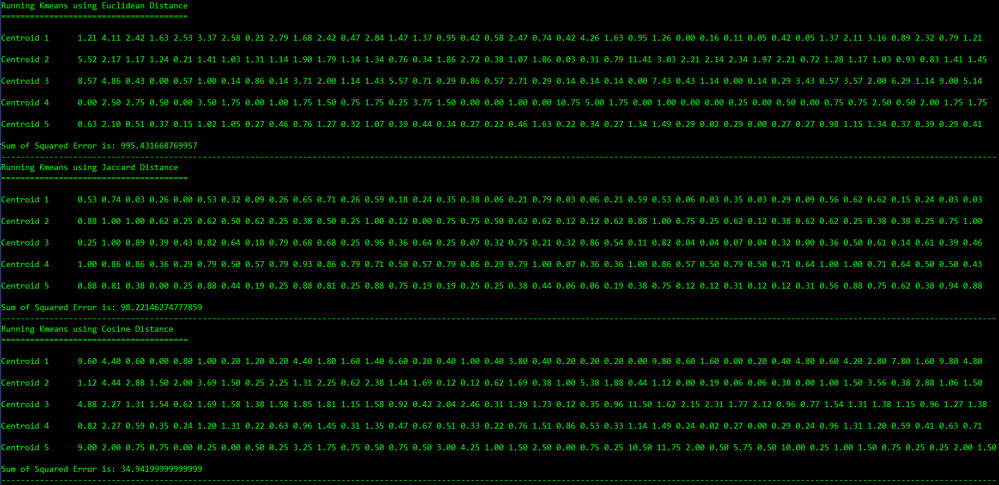 Running Kmeans using Euclidean Distance
=======================================
Centroid 1 1.21 4.11 2.42 1.63 2.53 3.37 2.58 0.21 2.79 1.68 2.42 0.47 2.84 1.47 1.37 0.95 0.42 0.58 2.47 0.74 0.42 4.26 1.63 0.95 1.26 0.00 0.16 0.11 0.05 0.42 0.05 1.37 2.11 3.16 0.89 2.32 0.79 1.21
Centroid 2 5.52 2.17 1.17 1.24 0.21 1.41 1.03 1.31 1.14 1.90 1.79 1.14 1.34 0.76 0.34 1.86 2.72 0.38 1.07 1.86 0.03 0.31 0.79 11.41 3.03 2.21 2.14 2.34 1.97 2.21 0.72 1.28 1.17 1.03 0.93 0.83 1.41 1.45
Centroid 3 8.57 4.86 0.43 0.00 0.57 1.00 0.14 0.86 0.14 3.71 2.00 1.14 1.43 5.57 0.71 0.29 0.86 0.57 2.71 0.29 0.14 0.14 0.14 0.00 7.43 0.43 1.14 0.00 0.14 0.29 3.43 0.57 3.57 2.00 6.29 1.14 9.00 5.14
Centroid 4 0.00 2.50 2.75 0.50 0.00 3.50 1.75 0.00 1.00 1.75 1.50 0.75 1.75 0.25 3.75 1.50 0.00 0.00 1.00 0.00 10.75 5.00 1.75 0.00 1.00 0.00 0.00 0.25 0.00 0.50 0.00 0.75 0.75 2.50 0.50 2.00 1.75 1.75
Centroid 5 0.63 2.10 0.51 0.37 0.15 1.02 1.05 0.27 0.46 0.76 1.27 0.32 1.07 0.39 0.44 0.34 0.27 0.22 0.46 1.63 0.22 0.34 0.27 1.34 1.49 0.29 0.02 0.29 0.00 0.27 0.27 0.98 1.15 1.34 0.37 0.39 0.29 0.41
Sum of Squared Error is: 995.431668769957
--------------------------------------------------------------------------------------------------------------------------------------------------------------------------------------------------------------------------------
Running Kmeans using Jaccard Distance
=======================================
Centroid 1 0.53 0.74 0.03 0.26 0.00 0.53 0.32 0.09 0.26 0.65 0.71 0.26 0.59 0.18 0.24 0.35 0.38 0.06 0.21 0.79 0.03 0.06 0.21 0.59 0.53 0.06 0.03 0.35 0.03 0.29 0.09 0.56 0.62 0.62 0.15 0.24 0.03 0.03
Centroid 2 0.88 1.00 1.00 0.62 0.25 0.62 0.50 0.62 0.25 0.38 0.50 0.25 1.00 0.12 0.00 0.75 0.75 0.50 0.62 0.62 0.12 0.12 0.62 0.88 1.00 0.75 0.25 0.62 0.12 0.38 0.62 0.62 0.25 0.38 0.38 0.25 0.75 1.00
Centroid 3 0.25 1.00 0.89 0.39 0.43 0.82 0.64 0.18 0.79 0.68 0.68 0.25 0.96 0.36 0.64 0.25 0.07 0.32 0.75 0.21 0.32 0.86 0.54 0.11 0.82 0.04 0.04 0.07 0.04 0.32 0.00 0.36 0.50 0.61 0.14 0.61 0.39 0.46
Centroid 4 1.00 0.86 0.86 0.36 0.29 0.79 0.50 0.57 0.79 0.93 0.86 0.79 0.71 0.50 0.57 0.79 0.86 0.29 0.79 1.00 0.07 0.36 0.36 1.00 0.86 0.57 0.50 0.79 0.50 0.71 0.64 1.00 1.00 0.71 0.64 0.50 0.50 0.43
Centroid 5 0.88 0.81 0.38 0.00 0.25 0.88 0.44 0.19 0.25 0.88 0.81 0.25 0.88 0.75 0.19 0.19 0.25 0.25 0.38 0.44 0.06 0.06 0.19 0.38 0.75 0.12 0.12 0.31 0.12 0.12 0.31 0.56 0.88 0.75 0.62 0.38 0.94 0.88
Sum of Squared Error is: 98.22146274777859
--------------------------------------------------------------------------------------------------------------------------------------------------------------------------------------------------------------------------------
Running Kmeans using Cosine Distance
=======================================
Centroid 1 9.60 4.40 0.60 0.00 0.80 1.00 0.20 1.20 0.20 4.40 1.80 1.60 1.40 6.60 0.20 0.40 1.00 0.40 3.80 0.40 0.20 0.20 0.20 0.00 9.80 0.60 1.60 0.00 0.20 0.40 4.80 0.60 4.20 2.80 7.80 1.60 9.80 4.80
Centroid 2 1.12 4.44 2.88 1.50 2.00 3.69 1.50 0.25 2.25 1.31 2.25 0.62 2.38 1.44 1.69 0.12 0.12 0.62 1.69 0.38 1.00 5.38 1.88 0.44 1.12 0.00 0.19 0.06 0.06 0.38 0.00 1.00 1.50 3.56 0.38 2.88 1.06 1.50
Centroid 3 4.88 2.27 1.31 1.54 0.62 1.69 1.58 1.38 1.58 1.85 1.81 1.15 1.58 0.92 0.42 2.04 2.46 0.31 1.19 1.73 0.12 0.35 0.96 11.50 1.62 2.15 2.31 1.77 2.12 0.96 0.77 1.54 1.31 1.38 1.15 0.96 1.27 1.38
Centroid 4 0.82 2.27 0.59 0.35 0.24 1.20 1.31 0.22 0.63 0.96 1.45 0.31 1.35 0.47 0.67 0.51 0.33 0.22 0.76 1.51 0.86 0.53 0.33 1.14 1.49 0.24 0.02 0.27 0.00 0.29 0.24 0.96 1.31 1.20 0.59 0.41 0.63 0.71
Centroid 5 9.00 2.00 0.75 0.75 0.00 0.25 0.00 0.50 0.25 3.25 1.75 0.75 0.50 0.75 0.50 3.00 4.25 1.00 1.50 2.50 0.00 0.75 0.25 10.50 11.75 2.00 0.50 5.75 0.50 10.00 0.25 1.00 1.50 0.75 0.25 0.25 2.00 1.50
Sum of Squared Error is: 34.94199999999999
--------------------------------------------------------------------------------------------------------------------------------------------------------------------------------------------------------------------------------